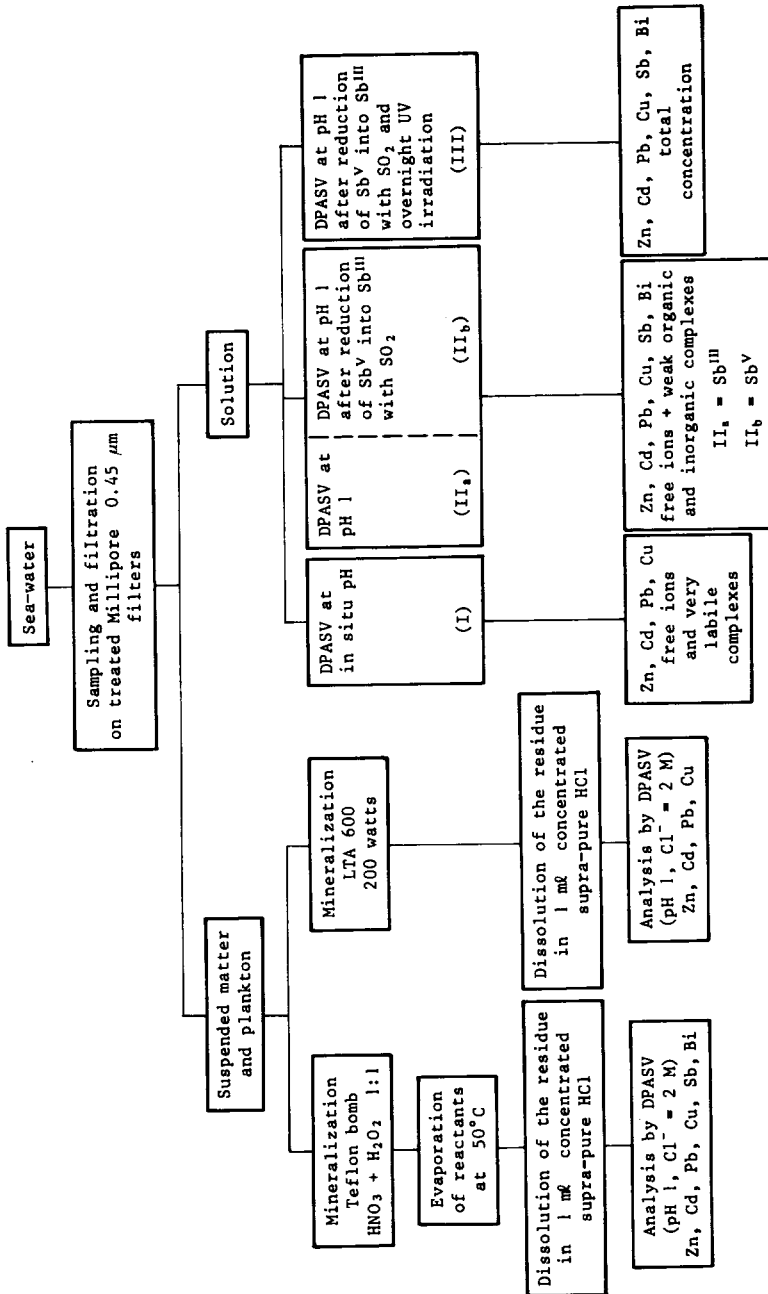 Sea-water
Sampling and filtration
on treated Millipore 0.45 μm
filters
Suspended matter
and plankton
Solution
Mineralization
Teflon bomb
HNO₃ + H₂O₂ 1:1
Evaporation
of reactants
at 50°C
Dissolution of the residue
in 1 mℓ concentrated
supra-pure HCl
Analysis by DPASV
(pH 1, Cl⁻ = 2 M)
Zn, Cd, Pb, Cu, Sb, Bi
Mineralization
LTA 600
200 watts
Dissolution of the residue
in 1 mℓ concentrated
supra-pure HCl
Analysis by DPASV
(pH 1, Cl⁻ = 2 M)
Zn, Cd, Pb, Cu
DPASV at
in situ pH
(I)
Zn, Cd, Pb, Cu
free ions
and very
labile
complexes
DPASV at
pH 1
(IIₐ)
DPASV at pH 1
after reduction
of Sbⱽ into Sbᴵᴵᴵ
with SO₂
(II_b)
Zn, Cd, Pb, Cu, Sb, Bi
free ions + weak organic
and inorganic complexes
IIₐ = Sbᴵᴵᴵ
II_b = Sbⱽ
DPASV at pH 1
after reduction
of Sbⱽ into Sbᴵᴵᴵ
with SO₂ and
overnight UV
irradiation
(III)
Zn, Cd, Pb, Cu, Sb, Bi
total
concentration